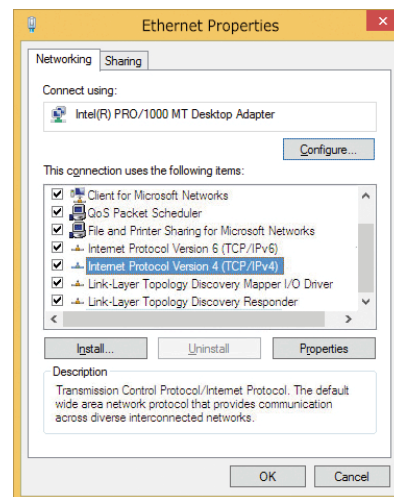 Ethernet Properties
Networking Sharing
Connect using:
Intel(R) PRO/1000 MT Desktop Adapter
Configure...
This connection uses the following items:
Client for Microsoft Networks
QoS Packet Scheduler
File and Printer Sharing for Microsoft Networks
Internet Protocol Version 6 (TCP/IPv6)
Internet Protocol Version 4 (TCP/IPv4)
Link-Layer Topology Discovery Mapper I/O Driver
Link-Layer Topology Discovery Responder
Install... Uninstall Properties
Description
Transmission Control Protocol/Internet Protocol. The default
wide area network protocol that provides communication
across diverse interconnected networks.
OK Cancel